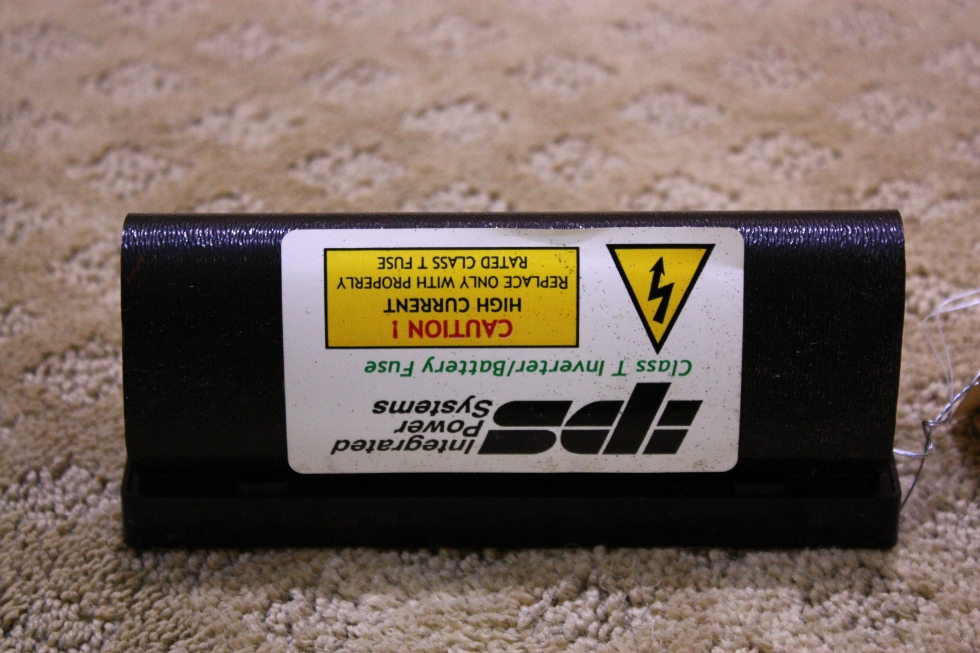 ips
Integrated
Power
Systems
Class T Inverter/Battery Fuse
CAUTION !
HIGH CURRENT
REPLACE ONLY WITH PROPERLY
RATED CLASS T FUSE